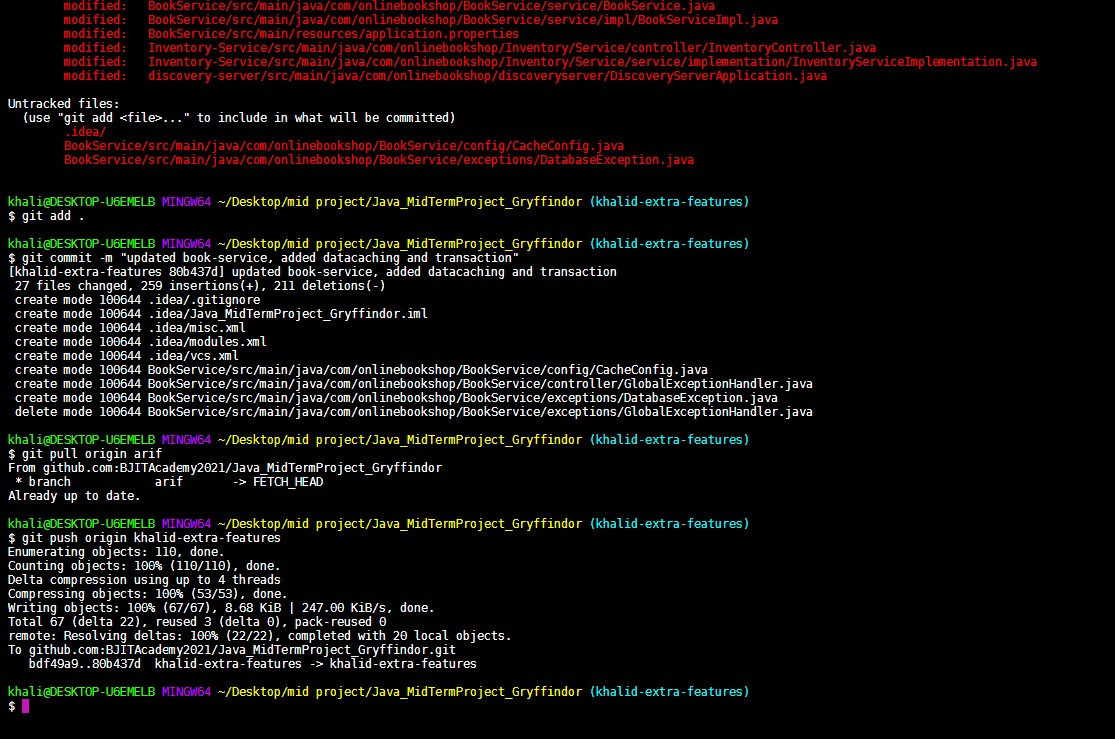 modified:   BookService/src/main/java/com/onlinebookshop/BookService/service/BookService.java
modified:   BookService/src/main/java/com/onlinebookshop/BookService/service/impl/BookServiceImpl.java
modified:   BookService/src/main/resources/application.properties
modified:   Inventory-Service/src/main/java/com/onlinebookshop/Inventory/Service/controller/InventoryController.java
modified:   Inventory-Service/src/main/java/com/onlinebookshop/Inventory/Service/service/implementation/InventoryServiceImplementation.java
modified:   discovery-server/src/main/java/com/onlinebookshop/discoveryserver/DiscoveryServerApplication.java
Untracked files:
(use "git add <file>..." to include in what will be committed)
.idea/
BookService/src/main/java/com/onlinebookshop/BookService/config/CacheConfig.java
BookService/src/main/java/com/onlinebookshop/BookService/exceptions/DatabaseException.java
khali@DESKTOP-U6EMELB MINGW64 ~/Desktop/mid project/Java_MidTermProject_Gryffindor (khalid-extra-features)
$ git add .
khali@DESKTOP-U6EMELB MINGW64 ~/Desktop/mid project/Java_MidTermProject_Gryffindor (khalid-extra-features)
$ git commit -m "updated book-service, added datacaching and transaction"
[khalid-extra-features 80b437d] updated book-service, added datacaching and transaction
27 files changed, 259 insertions(+), 211 deletions(-)
create mode 100644 .idea/.gitignore
create mode 100644 .idea/Java_MidTermProject_Gryffindor.iml
create mode 100644 .idea/misc.xml
create mode 100644 .idea/modules.xml
create mode 100644 .idea/vcs.xml
create mode 100644 BookService/src/main/java/com/onlinebookshop/BookService/config/CacheConfig.java
create mode 100644 BookService/src/main/java/com/onlinebookshop/BookService/controller/GlobalExceptionHandler.java
create mode 100644 BookService/src/main/java/com/onlinebookshop/BookService/exceptions/DatabaseException.java
delete mode 100644 BookService/src/main/java/com/onlinebookshop/BookService/exceptions/GlobalExceptionHandler.java
khali@DESKTOP-U6EMELB MINGW64 ~/Desktop/mid project/Java_MidTermProject_Gryffindor (khalid-extra-features)
$ git pull origin arif
From github.com:BJITAcademy2021/Java_MidTermProject_Gryffindor
* branch            arif       -> FETCH_HEAD
Already up to date.
khali@DESKTOP-U6EMELB MINGW64 ~/Desktop/mid project/Java_MidTermProject_Gryffindor (khalid-extra-features)
$ git push origin khalid-extra-features
Enumerating objects: 110, done.
Counting objects: 100% (110/110), done.
Delta compression using up to 4 threads
Compressing objects: 100% (53/53), done.
Writing objects: 100% (67/67), 8.68 KiB | 247.00 KiB/s, done.
Total 67 (delta 22), reused 3 (delta 0), pack-reused 0
remote: Resolving deltas: 100% (22/22), completed with 20 local objects.
To github.com:BJITAcademy2021/Java_MidTermProject_Gryffindor.git
bdf49a9..80b437d  khalid-extra-features -> khalid-extra-features
khali@DESKTOP-U6EMELB MINGW64 ~/Desktop/mid project/Java_MidTermProject_Gryffindor (khalid-extra-features)
$